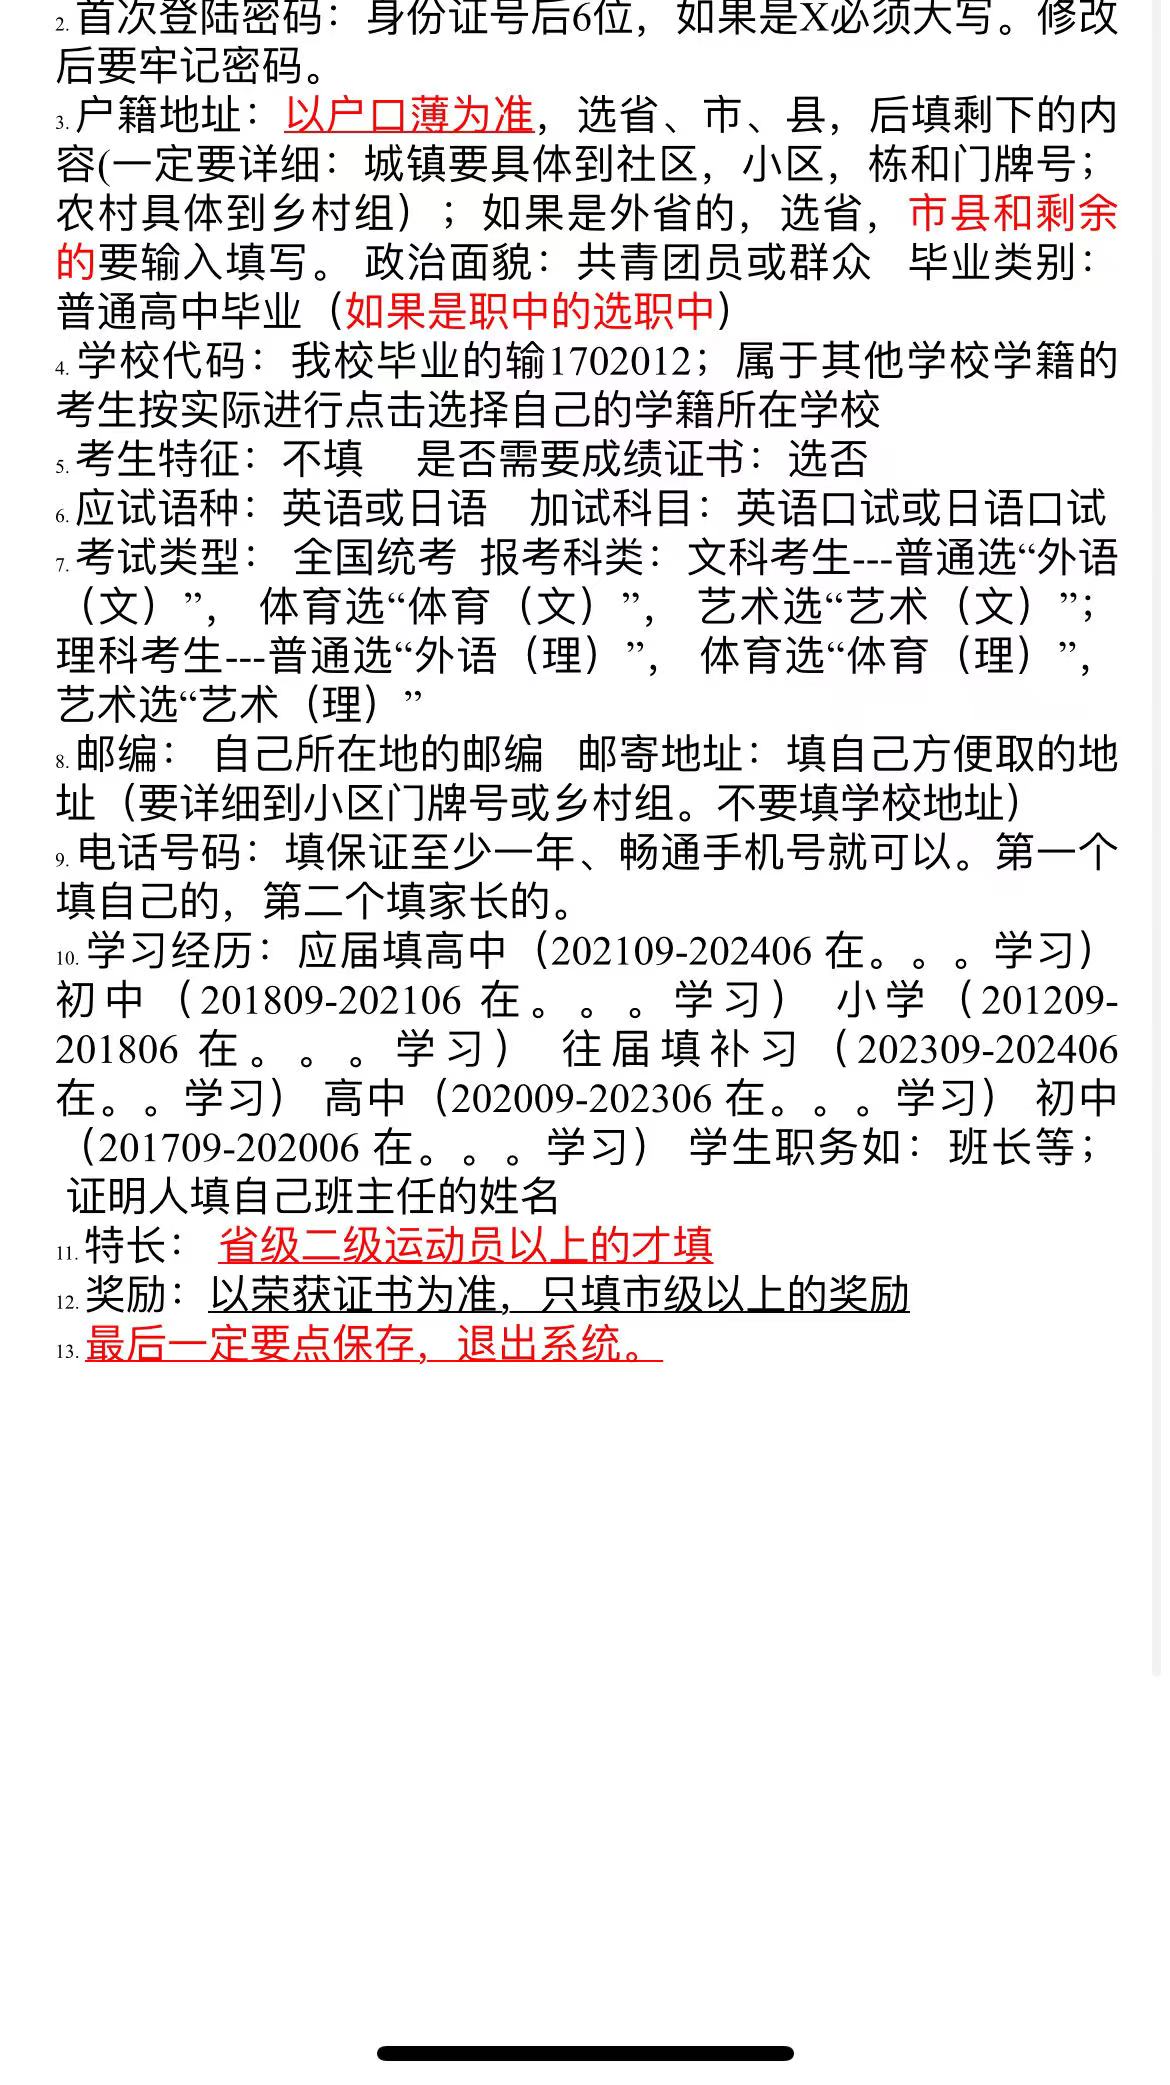 2. 首次登陆密码：身份证号后6位，如果是X必须大写。修改
后要牢记密码。
3. 户籍地址：以户口薄为准，选省、市、县，后填剩下的内
容(一定要详细：城镇要具体到社区，小区，栋和门牌号；
农村具体到乡村组）；如果是外省的，选省，市县和剩余
的要输入填写。 政治面貌：共青团员或群众 毕业类别：
普通高中毕业（如果是职中的选职中）
4. 学校代码：我校毕业的输1702012；属于其他学校学籍的
考生按实际进行点击选择自己的学籍所在学校
5. 考生特征：不填 是否需要成绩证书：选否
6. 应试语种：英语或日语 加试科目：英语口试或日语口试
7. 考试类型： 全国统考 报考科类：文科考生---普通选“外语
（文）”， 体育选“体育（文）”， 艺术选“艺术（文）”；
理科考生---普通选“外语（理）”， 体育选“体育（理）”，
艺术选“艺术（理）”
8. 邮编： 自己所在地的邮编 邮寄地址：填自己方便取的地
址（要详细到小区门牌号或乡村组。不要填学校地址）
9. 电话号码：填保证至少一年、畅通手机号就可以。第一个
填自己的，第二个填家长的。
10. 学习经历：应届填高中（202109-202406 在。。。学习）
初中（201809-202106 在。。。学习） 小学（201209-
201806 在。。。学习） 往届填补习（202309-202406
在。。学习） 高中（202009-202306 在。。。学习） 初中
（201709-202006 在。。。学习） 学生职务如：班长等；
证明人填自己班主任的姓名
11. 特长： 省级二级运动员以上的才填
12. 奖励：以荣获证书为准，只填市级以上的奖励
13. 最后一定要点保存，退出系统。